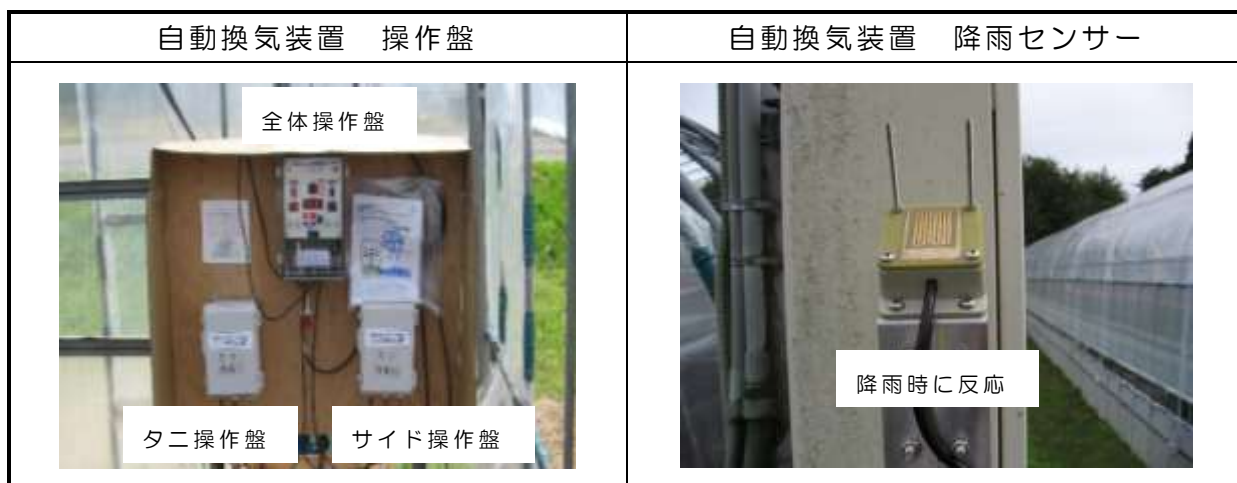 自動換気装置　操作盤
自動換気装置　降雨センサー
全体操作盤
タニ操作盤
サイド操作盤
降雨時に反応